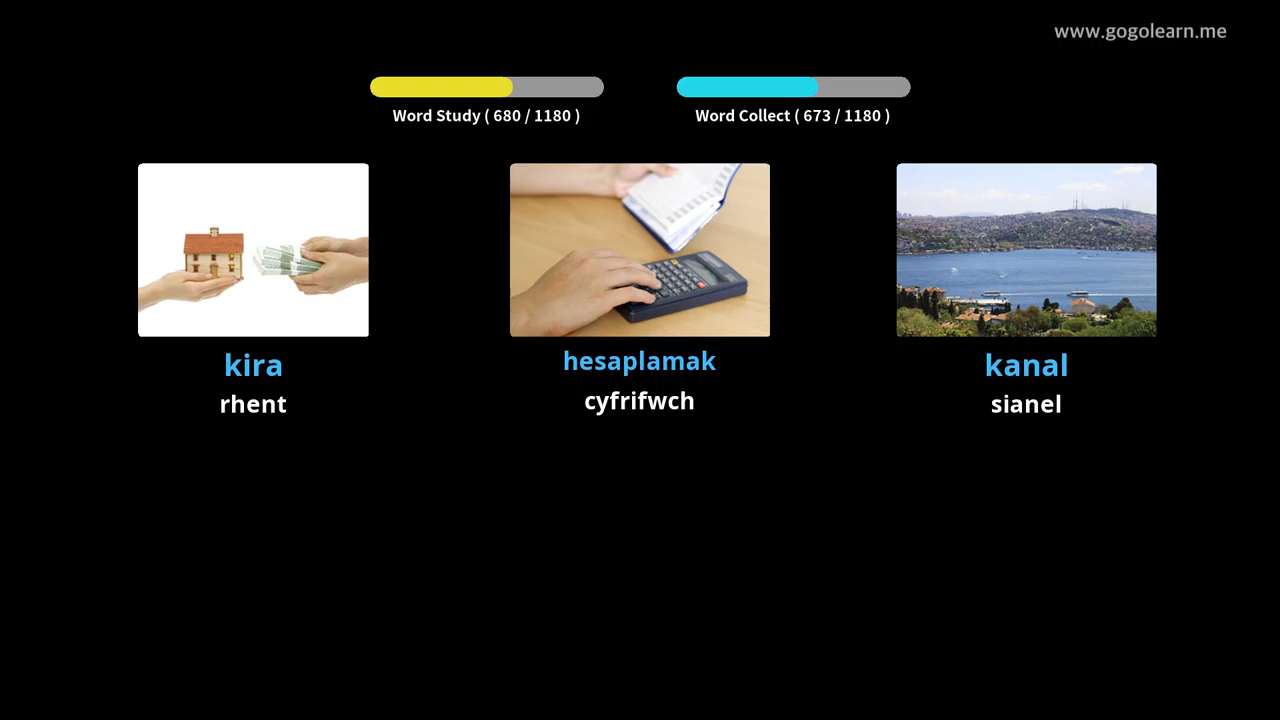 www.gogolearn.me
Word Study ( 680 / 1180 )
Word Collect ( 673 / 1180 )
kira
rhent
hesaplamak
cyfrifwch
kanal
sianel